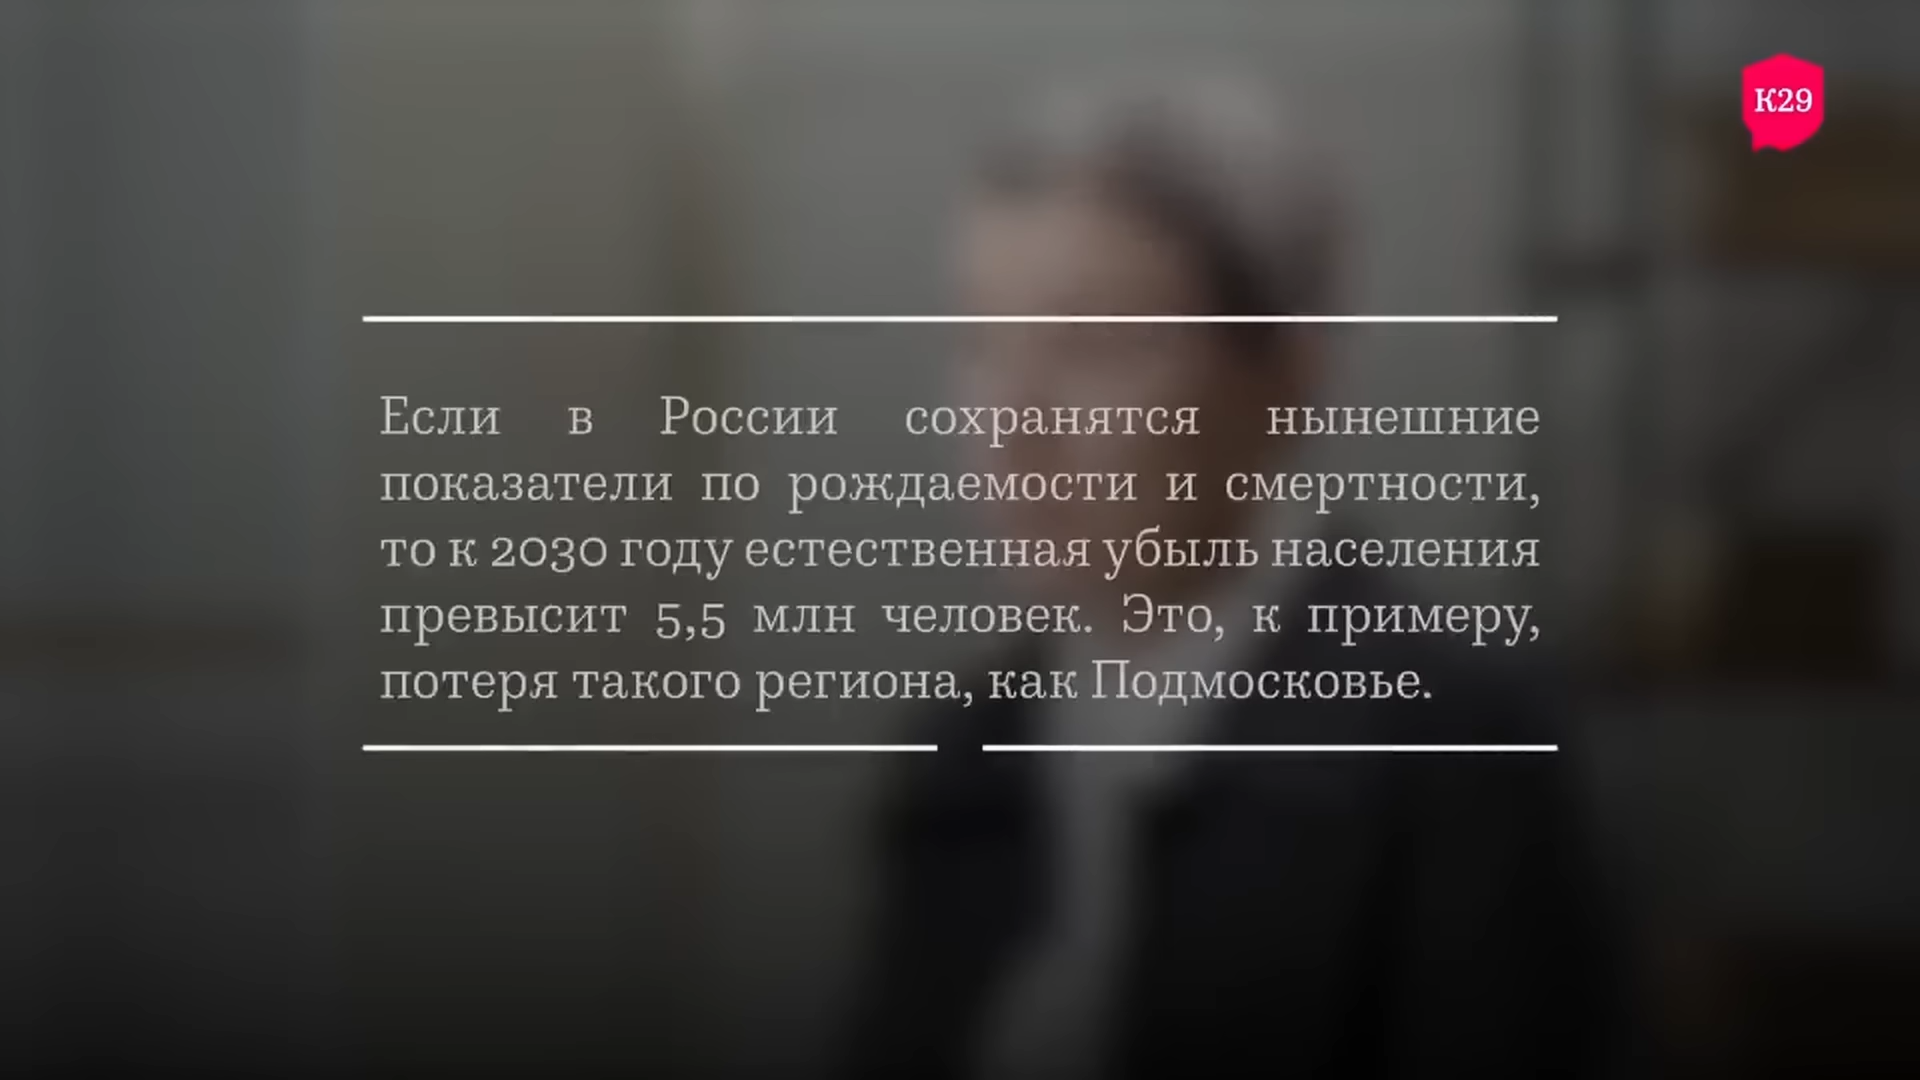 К29
Если в России сохранятся нынешние
показатели по рождаемости и смертности,
то к 2030 году естественная убыль населения
превысит 5,5 млн человек. Это, к примеру,
потеря такого региона, как Подмосковье.